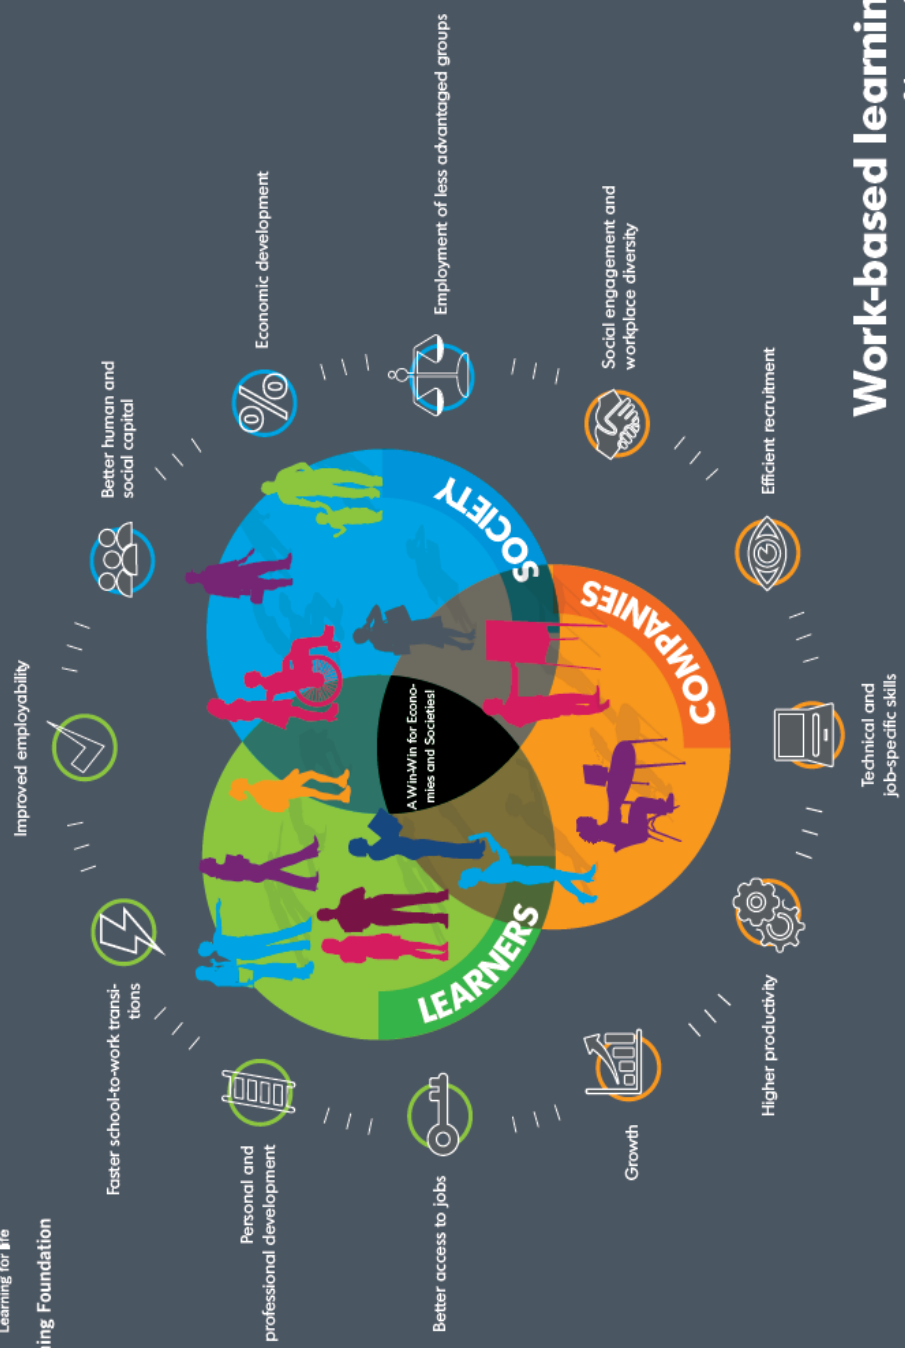 Learning for life
ing Foundation
Improved employability
Faster school-to-work transi-
tions
Better human and
social capital
Personal and
professional development
Economic development
Better access to jobs
Employment of less advantaged groups
A Win-Win for Econo-
mies and Societies!
LEARNERS
SOCIETY
COMPANIES
Growth
Social engagement and
workplace diversity
Higher productivity
Efficient recruitment
Technical and
job-specific skills
Work-based learnin